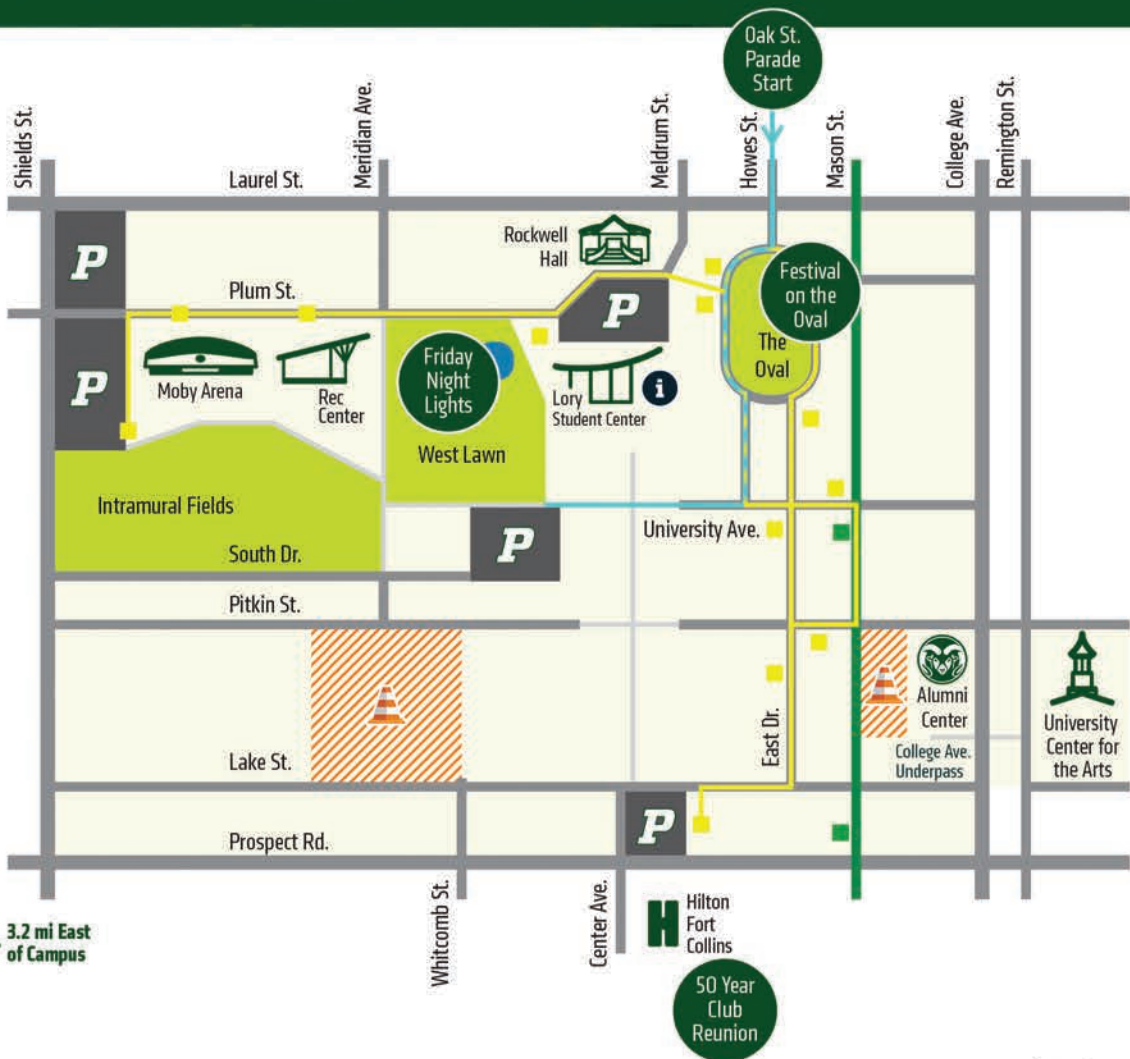 Oak St.
Parade
Start
Shields St.
Meridian Ave.
Meldrum St.
Howes St.
Mason St.
College Ave.
Remington St.
Laurel St.
Rockwell
Hall
P
Plum St.
P
Festival
on the
Oval
The
Oval
P
Moby Arena
Rec
Center
Friday
Night
Lights
Lory
Student Center
i
West Lawn
Intramural Fields
University Ave.
P
South Dr.
Pitkin St.
East Dr.
Alumni
Center
University
Center for
the Arts
College Ave.
Underpass
Lake St.
P
Prospect Rd.
3.2 mi East
of Campus
Whitcomb St.
Center Ave.
H
Hilton
Fort
Collins
50 Year
Club
Reunion